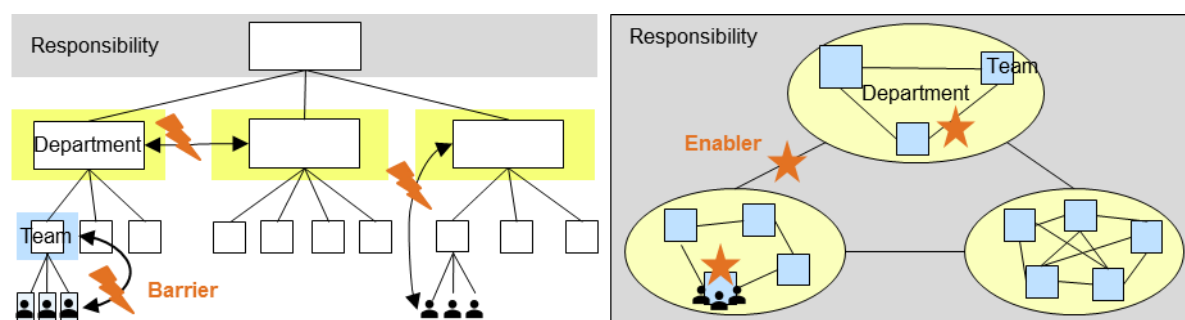 Responsibility
Department
Team
Barrier
Responsibility
Team
Department
Enabler